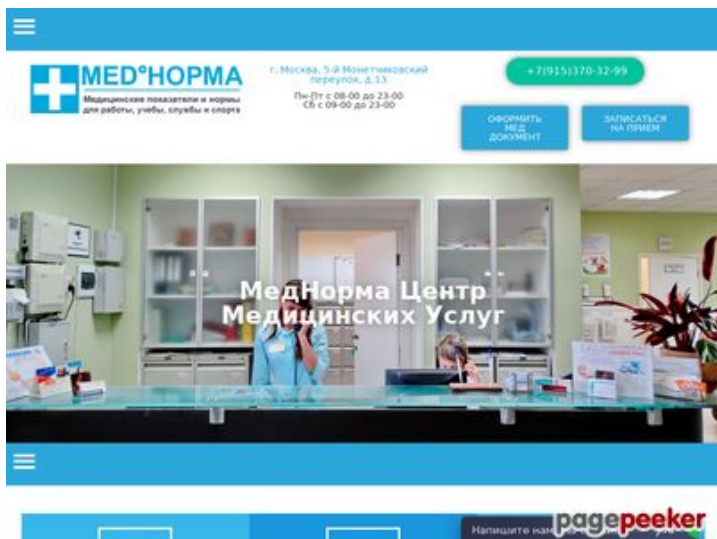 МЕD°НОРМА
Медицинские показатели и нормы
для работы, учебы, службы и спорта
г. Москва, 5-й Монетчиковский
переулок, д.13
Пн-Пт с 08-00 до 23-00
Сб с 09-00 до 23-00
+7(915)370-32-99
ОФОРМИТЬ
МЕД
ДОКУМЕНТ
ЗАПИСАТЬСЯ
НА ПРИЕМ
МедНорма Центр
Медицинских Услуг
Напишите нам
pagepeeker